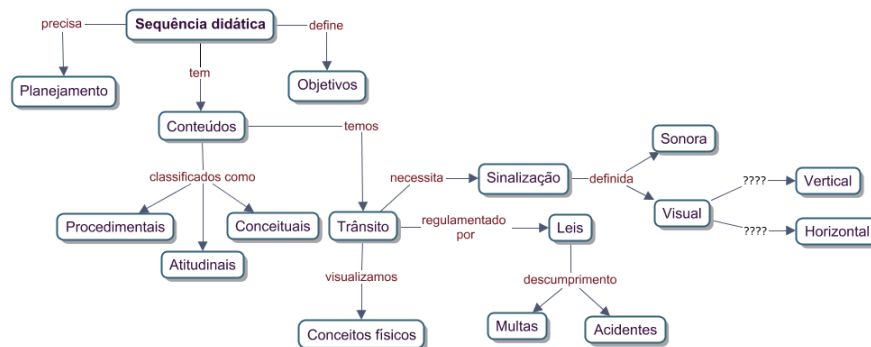 Sequência didática
precisa
define
Planejamento
tem
Objetivos
Conteúdos
temos
Sonora
classificados como
necessita
Sinalização
definida
????
Vertical
Procedimentais
Conceituais
Trânsito
regulamentado
por
Leis
Visual
????
Horizontal
Atitudinais
visualizamos
descumprimento
Conceitos físicos
Multas
Acidentes